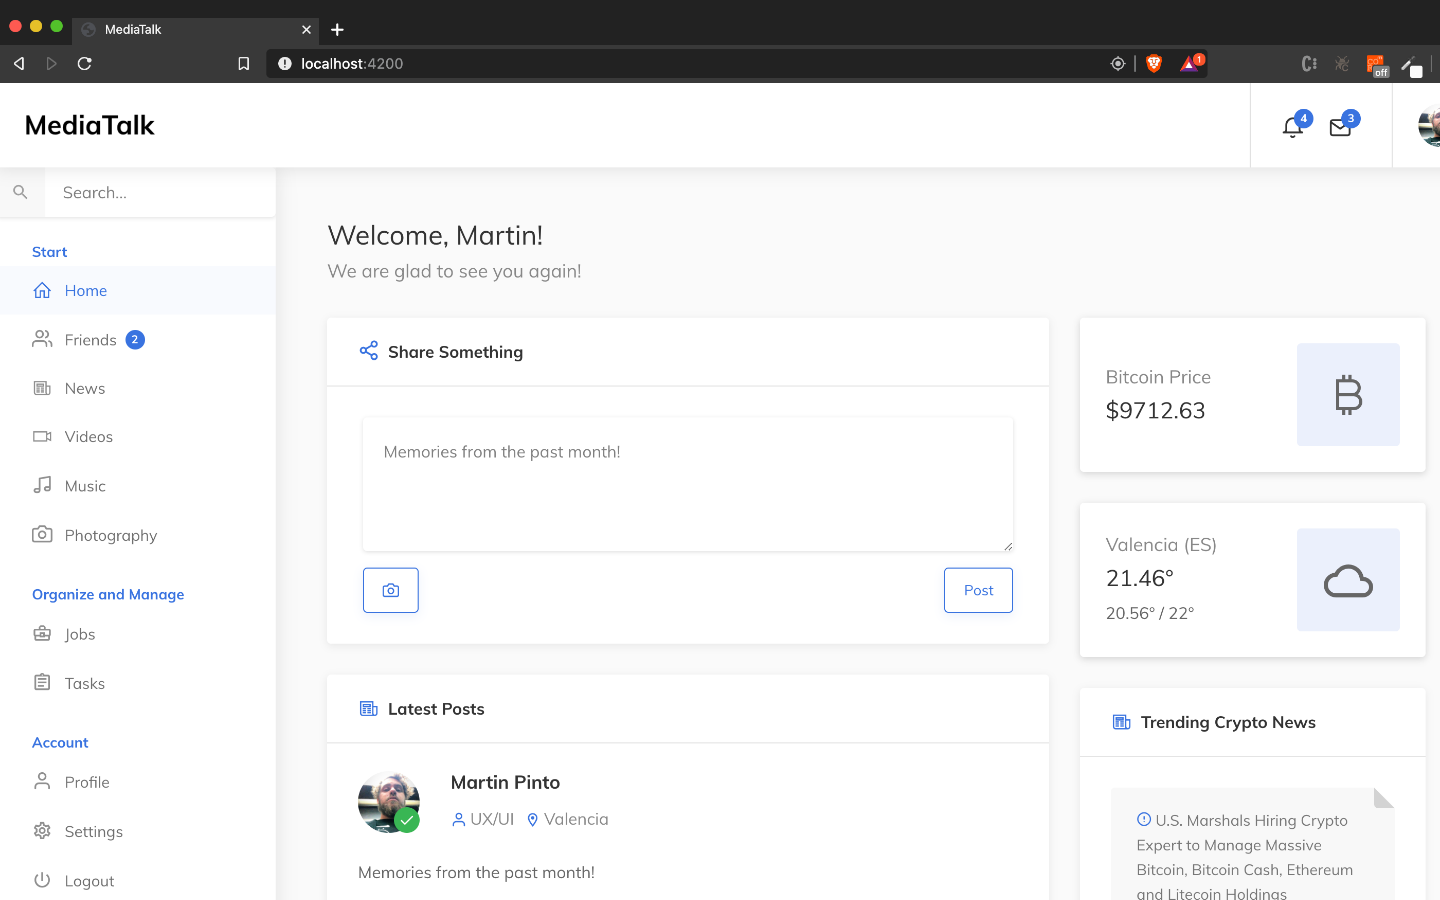 MediaTalk
localhost:4200
1
off
MediaTalk
4
3
Search...
Start
Home
Friends 2
News
Videos
Music
Photography
Organize and Manage
Jobs
Tasks
Account
Profile
Settings
Logout
Welcome, Martin!
We are glad to see you again!
Share Something
Memories from the past month!
Post
Latest Posts
Martin Pinto
UX/UI Valencia
Memories from the past month!
Bitcoin Price
$9712.63
Valencia (ES)
21.46°
20.56° / 22°
Trending Crypto News
U.S. Marshals Hiring Crypto
Expert to Manage Massive
Bitcoin, Bitcoin Cash, Ethereum
and Litecoin Holdings